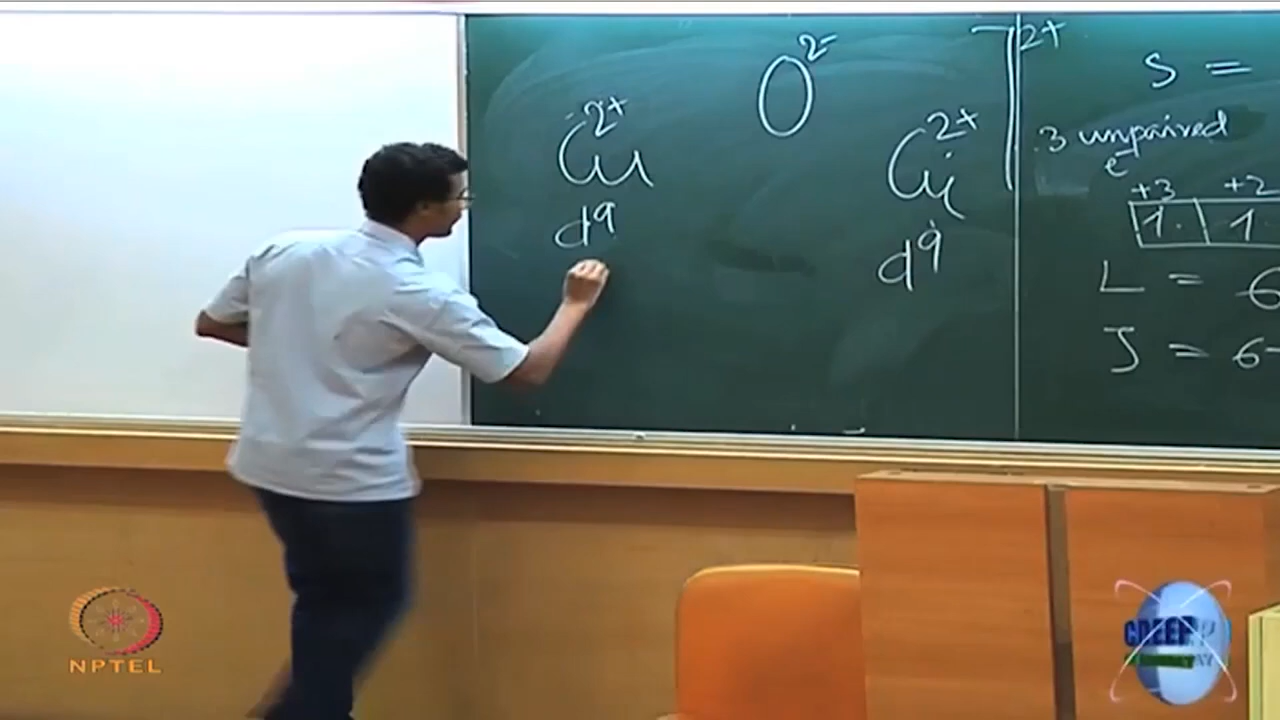 O²⁻
Cu²⁺ Cu²⁺
d⁹ d⁹
2+
S =
3 unpaired
e⁻
+3 +2
1 1
L = 6
J = 6-
NPTEL